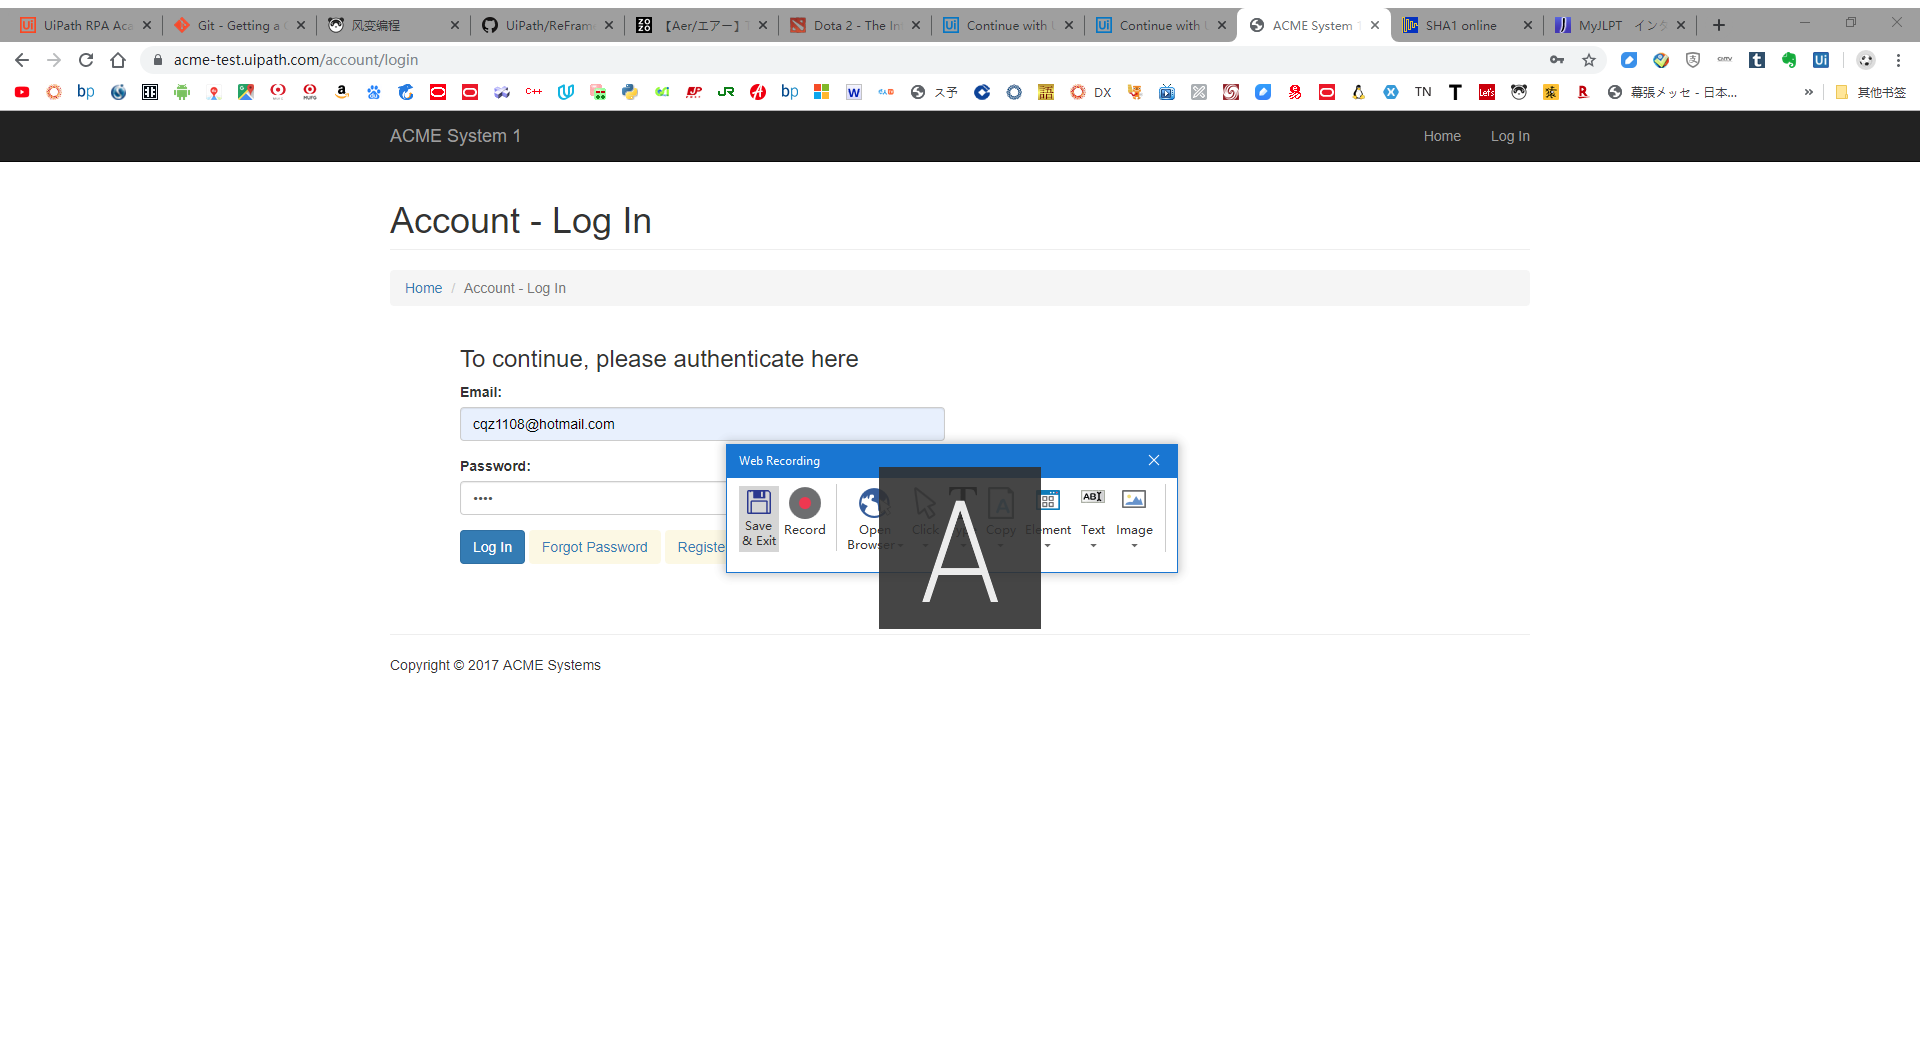 UiPath RPA Aca
Git - Getting a
风变编程
UiPath/ReFram
【Aer/エアー】
Dota 2 - The In
Continue with
Continue with
ACME System
SHA1 online
MyJLPT インタ
acme-test.uipath.com/account/login
bp
C++
JR
bp
W
ス予
DX
TN
T
Let's
R
幕張メッセ - 日本...
»
其他书签
ACME System 1
Home
Log In
Account - Log In
Home / Account - Log In
To continue, please authenticate here
Email:
cqz1108@hotmail.com
Password:
••••
Log In
Forgot Password
Registe
Web Recording
Save & Exit
Record
Open Browser
Click
Copy
Element
Text
Image
A
Copyright © 2017 ACME Systems